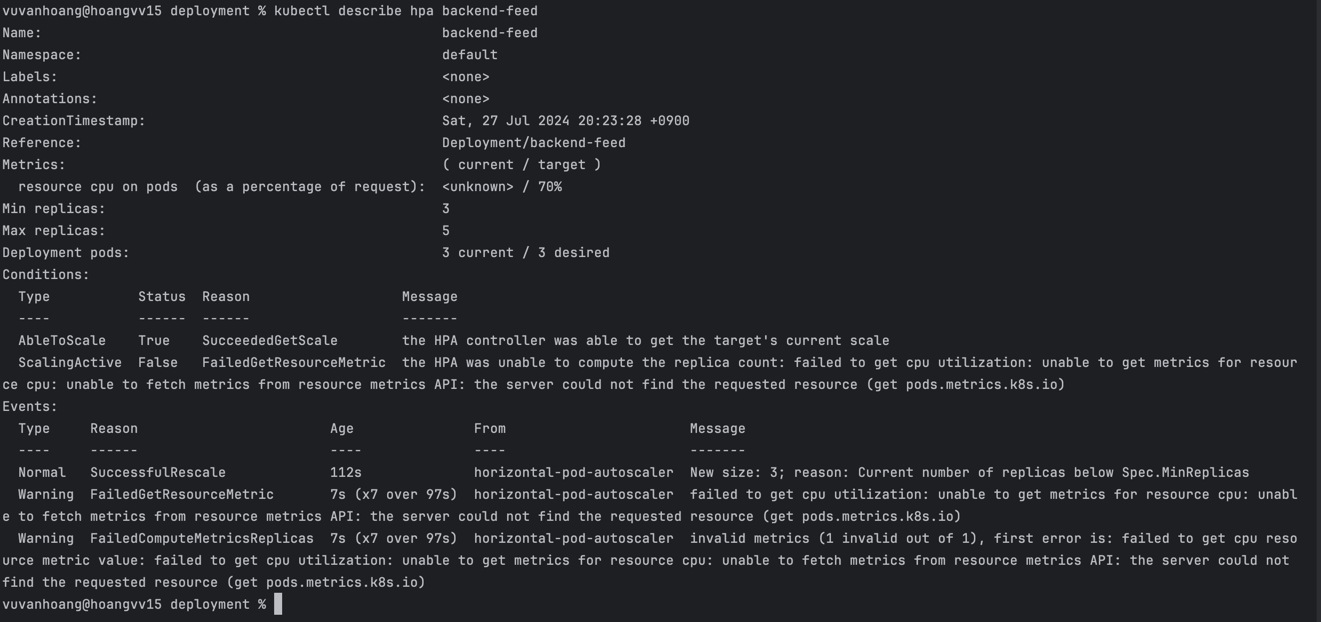 vuvanhoang@hoangvv15 deployment % kubectl describe hpa backend-feed
Name:                                                  backend-feed
Namespace:                                             default
Labels:                                                <none>
Annotations:                                           <none>
CreationTimestamp:                                     Sat, 27 Jul 2024 20:23:28 +0900
Reference:                                             Deployment/backend-feed
Metrics:                                               ( current / target )
  resource cpu on pods  (as a percentage of request):  <unknown> / 70%
Min replicas:                                          3
Max replicas:                                          5
Deployment pods:                                       3 current / 3 desired
Conditions:
  Type           Status  Reason                   Message
  ----           ------  ------                   -------
  AbleToScale    True    SucceededGetScale        the HPA controller was able to get the target's current scale
  ScalingActive  False   FailedGetResourceMetric  the HPA was unable to compute the replica count: failed to get cpu utilization: unable to get metrics for resour
ce cpu: unable to fetch metrics from resource metrics API: the server could not find the requested resource (get pods.metrics.k8s.io)
Events:
  Type     Reason                        Age               From                       Message
  ----     ------                        ----              ----                       -------
  Normal   SuccessfulRescale             112s              horizontal-pod-autoscaler  New size: 3; reason: Current number of replicas below Spec.MinReplicas
  Warning  FailedGetResourceMetric       7s (x7 over 97s)  horizontal-pod-autoscaler  failed to get cpu utilization: unable to get metrics for resource cpu: unabl
e to fetch metrics from resource metrics API: the server could not find the requested resource (get pods.metrics.k8s.io)
  Warning  FailedComputeMetricsReplicas  7s (x7 over 97s)  horizontal-pod-autoscaler  invalid metrics (1 invalid out of 1), first error is: failed to get cpu reso
urce metric value: failed to get cpu utilization: unable to get metrics for resource cpu: unable to fetch metrics from resource metrics API: the server could not
find the requested resource (get pods.metrics.k8s.io)
vuvanhoang@hoangvv15 deployment %